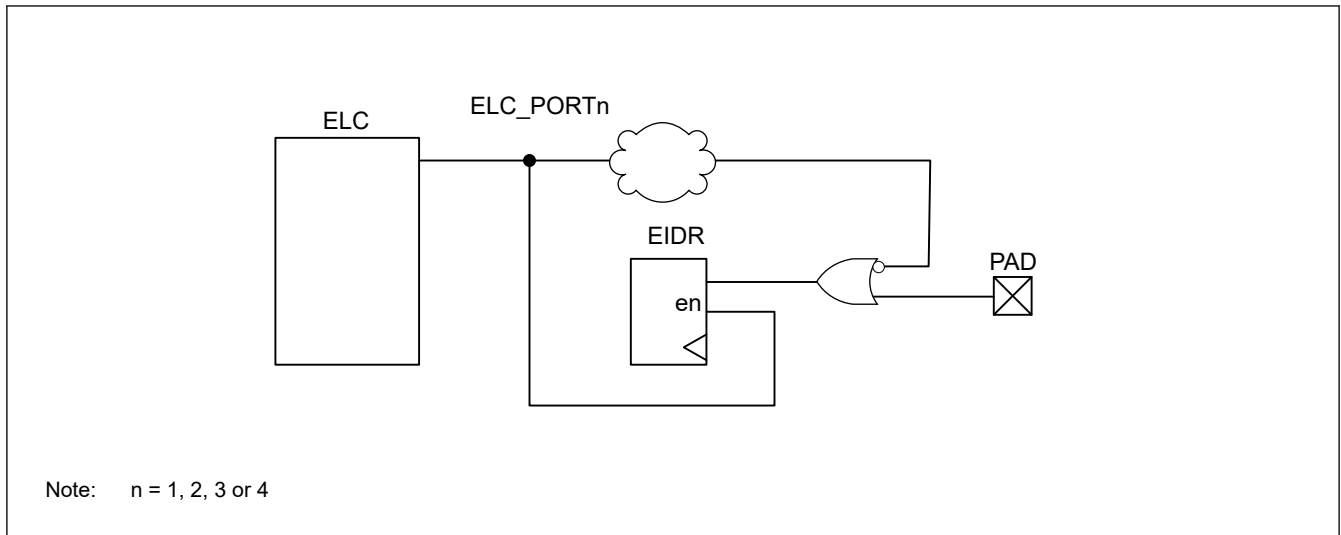 ELC_PORTn
ELC
EIDR
PAD
en
Note: n = 1, 2, 3 or 4